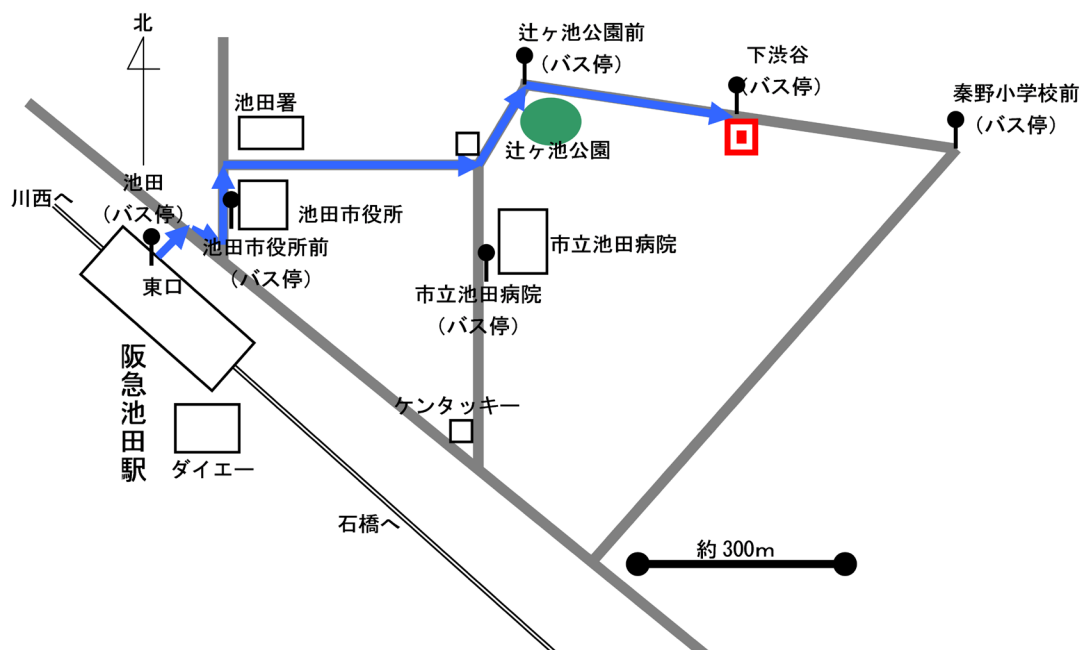 北
辻ヶ池公園前
（バス停）
下渋谷
（バス停）
秦野小学校前
（バス停）
池田署
辻ヶ池公園
池田
（バス停）
川西へ
池田市役所
池田市役所前
（バス停）
市立池田病院
東口
市立池田病院
（バス停）
阪急池田駅
ケンタッキー
ダイエー
石橋へ
約300m